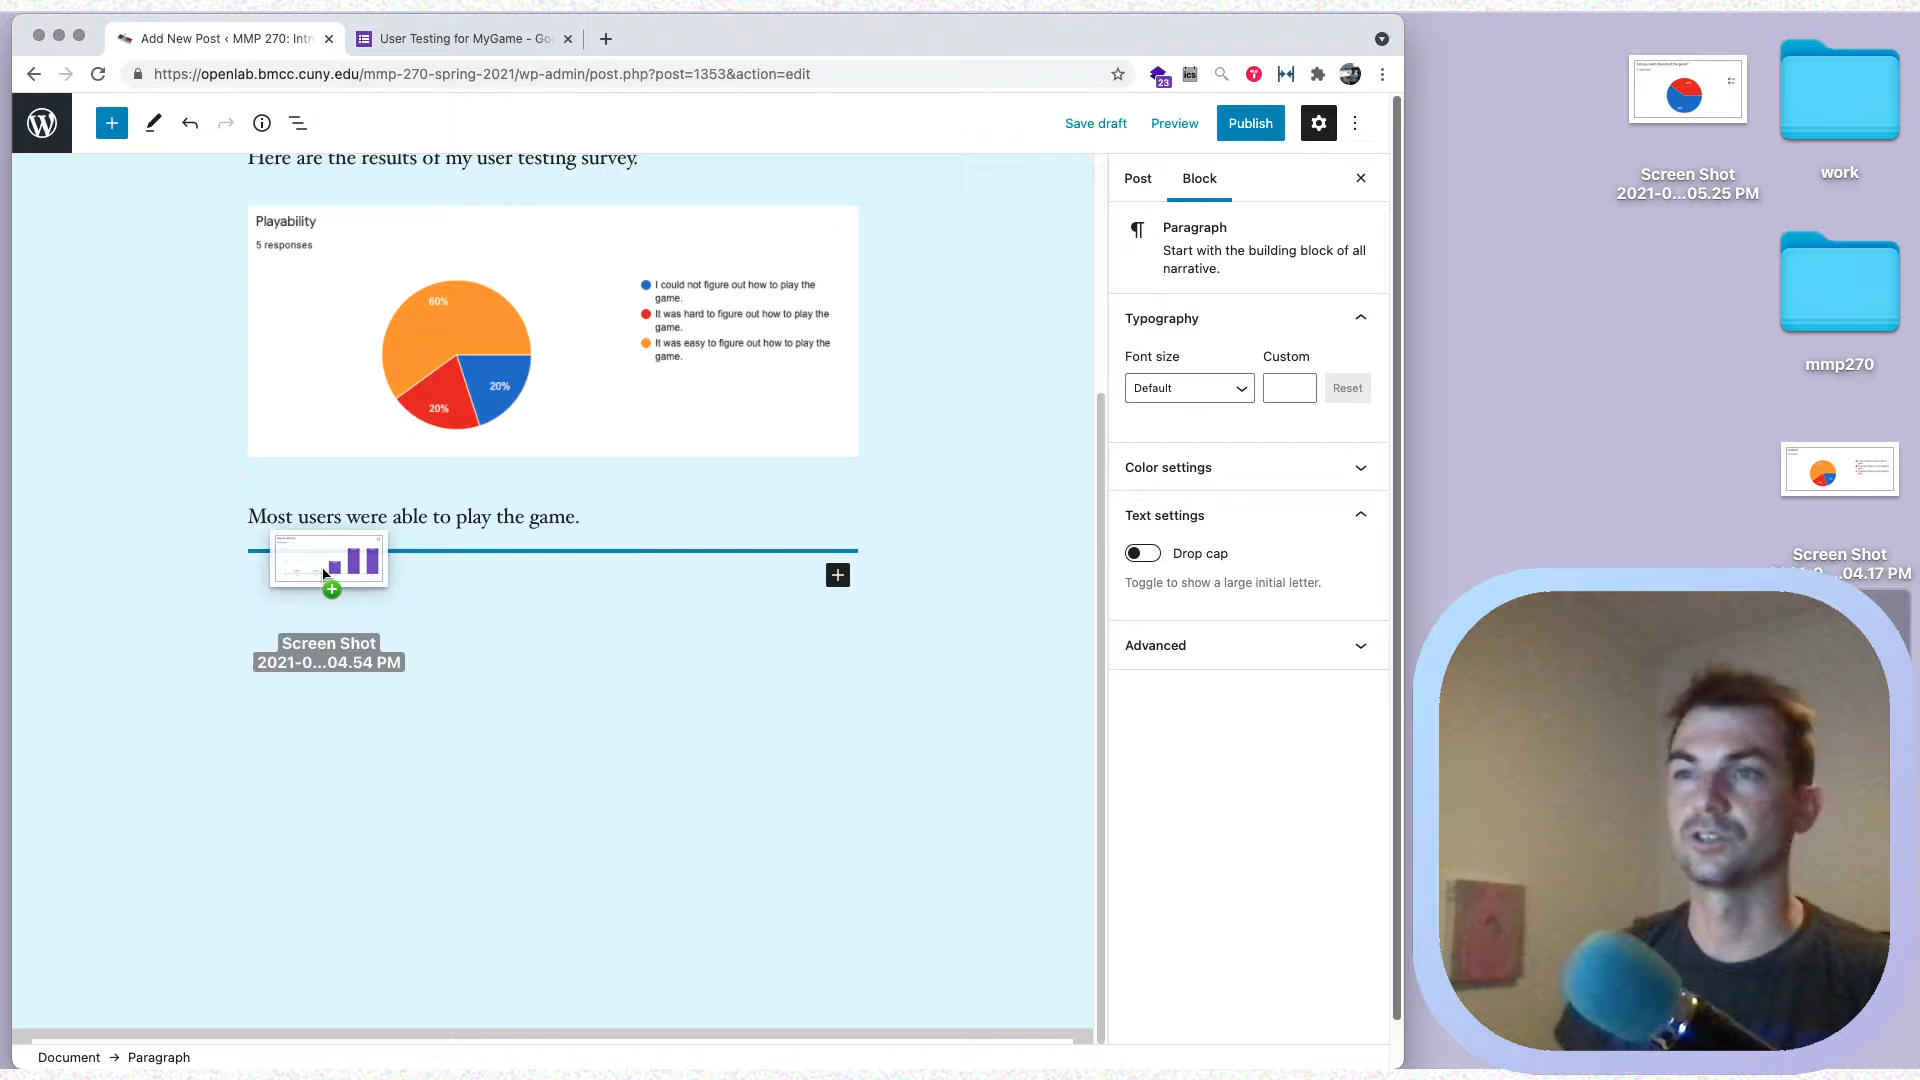 Add New Post ‹ MMP 270: Intr
User Testing for MyGame - Go
https://openlab.bmcc.cuny.edu/mmp-270-spring-2021/wp-admin/post.php?post=1353&action=edit
23
ics
Save draft
Preview
Publish
Here are the results of my user testing survey.
Playability
5 responses
60%
20%
20%
I could not figure out how to play the
game.
It was hard to figure out how to play the
game.
It was easy to figure out how to play the
game.
Most users were able to play the game.
Screen Shot
2021-0...04.54 PM
Post
Block
Paragraph
Start with the building block of all
narrative.
Typography
Font size
Custom
Default
Reset
Color settings
Text settings
Drop cap
Toggle to show a large initial letter.
Advanced
Document → Paragraph
Screen Shot
2021-0...05.25 PM
work
mmp270
Screen Shot
...04.17 PM